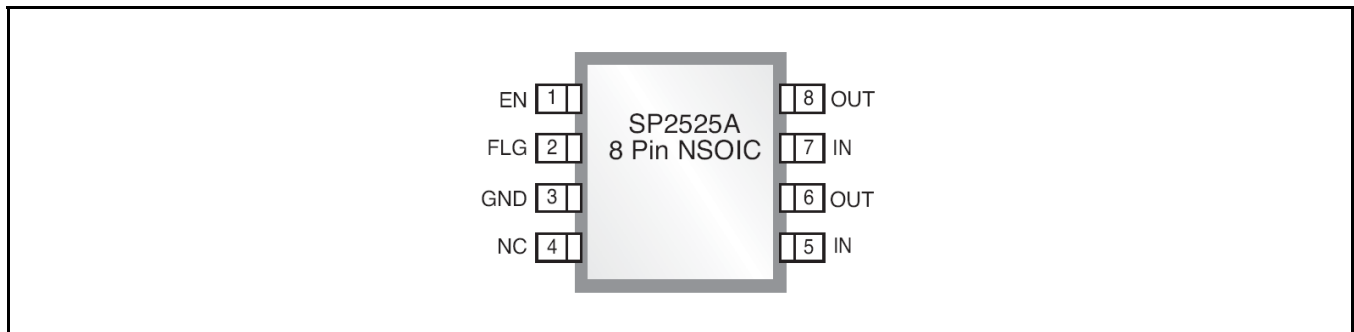 EN 1
FLG 2
GND 3
NC 4
SP2525A
8 Pin NSOIC
8 OUT
7 IN
6 OUT
5 IN